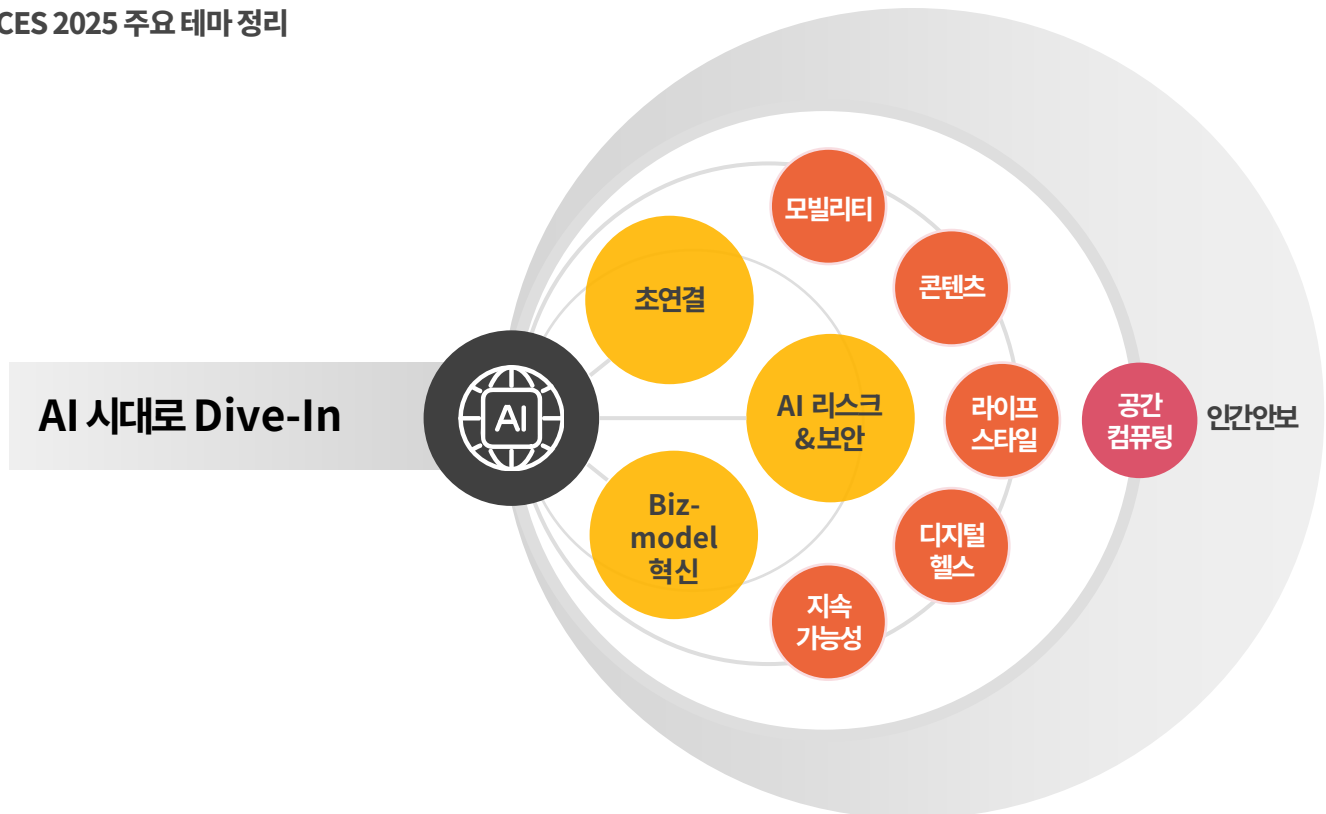 CES 2025 주요 테마 정리
AI 시대로 Dive-In
AI
초연결
AI 리스크
&보안
Biz-
model
혁신
모빌리티
콘텐츠
라이프
스타일
디지털
헬스
지속
가능성
공간
컴퓨팅
인간안보